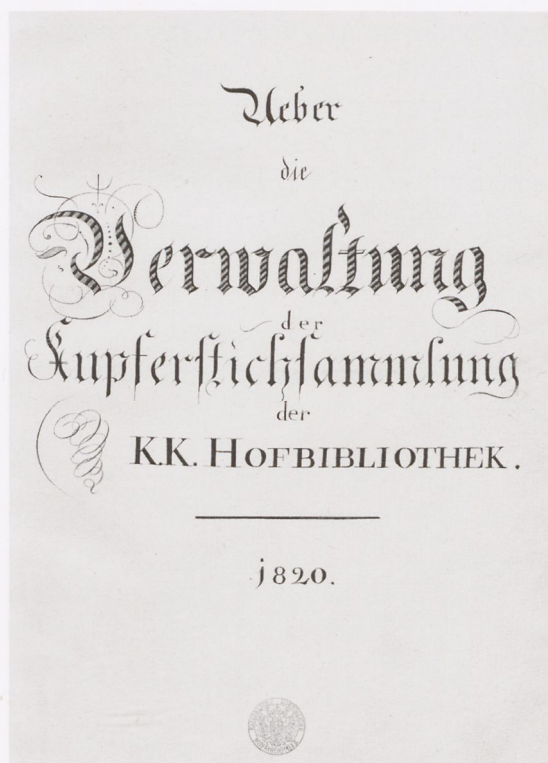 Ueber
die
Verwaltung
der
Kupferstichsammlung
der
K.K. HOFBIBLIOTHEK.
1820.